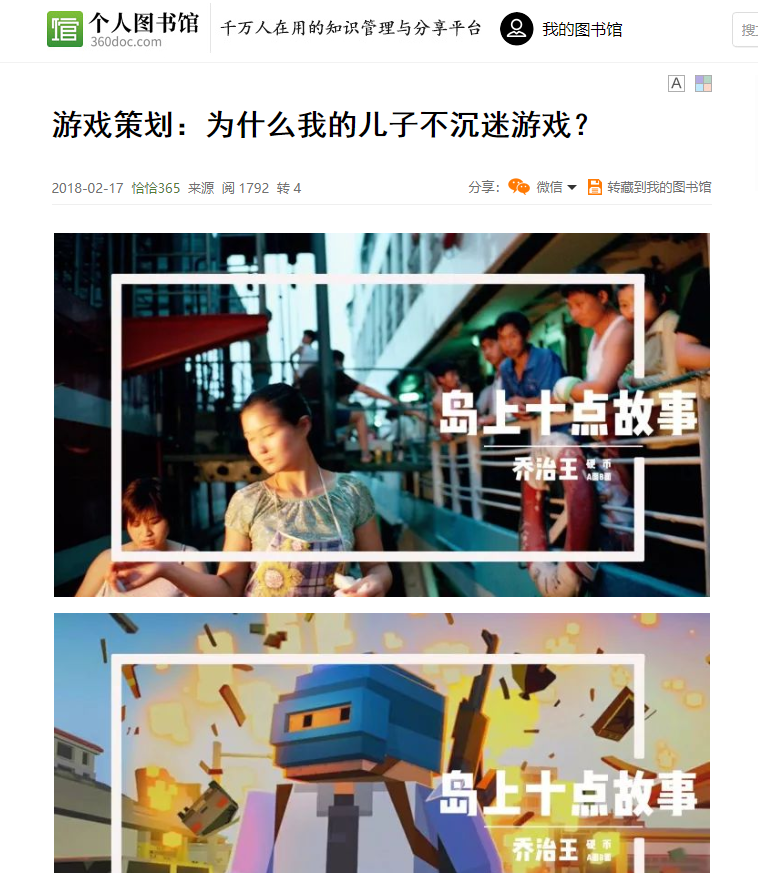 信 个人图书馆
360doc.com
千万人在用的知识管理与分享平台
我的图书馆
搜
A
游戏策划：为什么我的儿子不沉迷游戏？
2018-02-17 恰恰365 来源 阅 1792 转 4
分享： 微信 转藏到我的图书馆
岛上十点故事
乔治王 硬 币
A面B面
岛上十点故事
乔治王 硬 币
A面B面